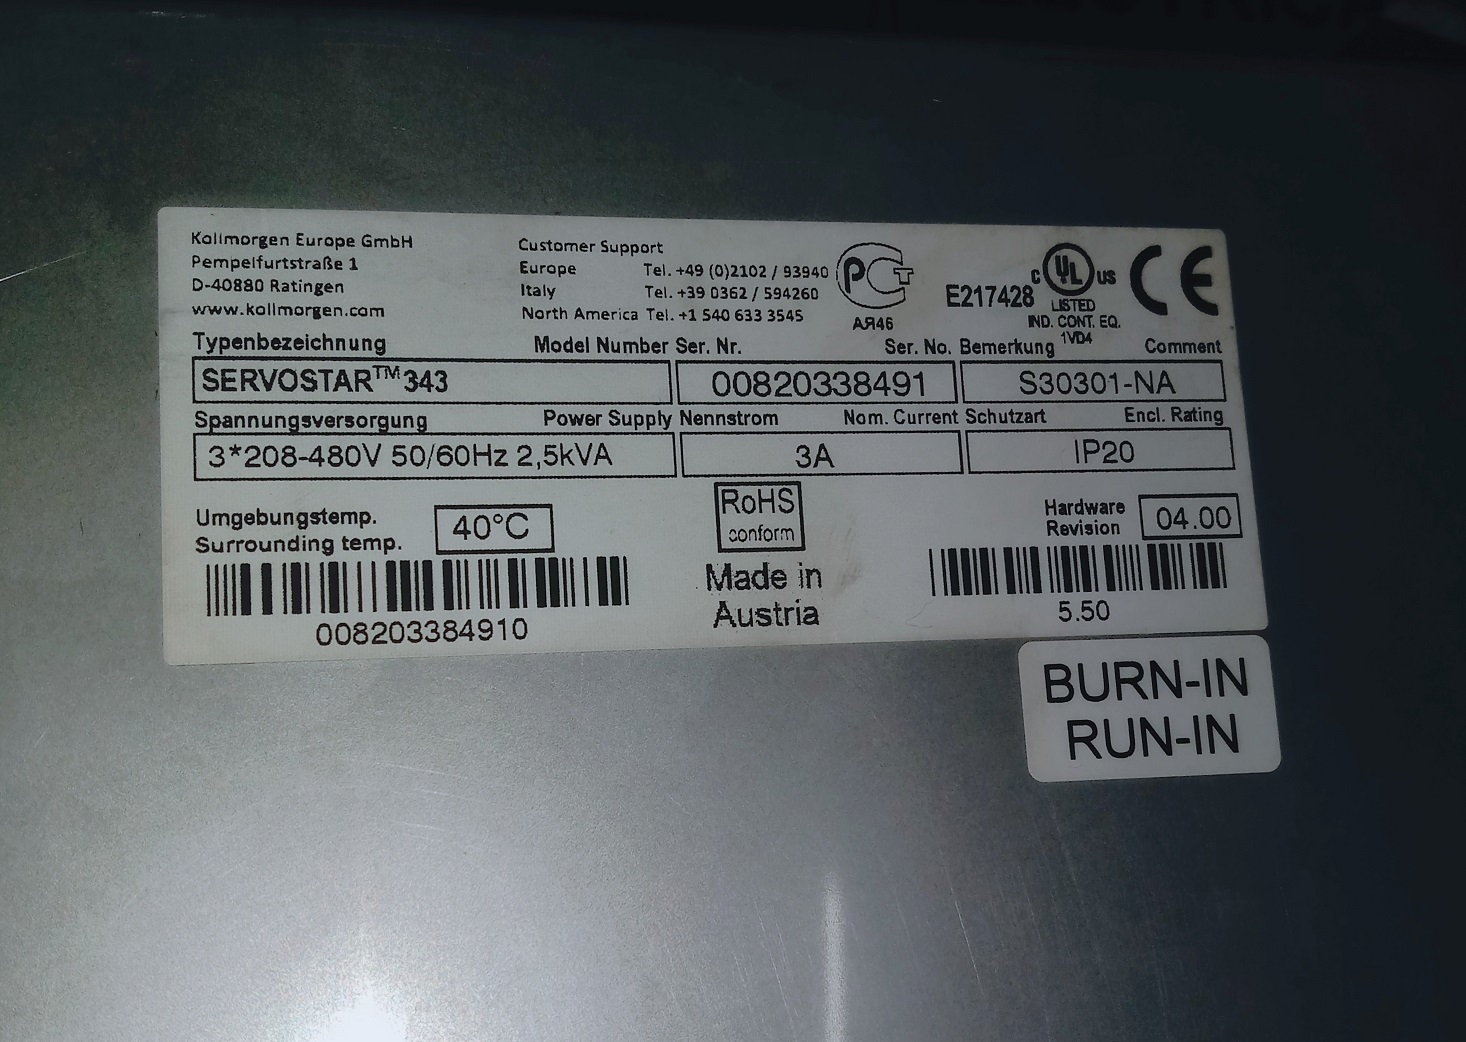 Kollmorgen Europe GmbH
Pempelfurtstraße 1
D-40880 Ratingen
www.kollmorgen.com
Customer Support
Europe Tel. +49 (0)2102 / 93940
Italy Tel. +39 0362 / 594260
North America Tel. +1 540 633 3545
PCT
АЯ46
E217428
C UL US
LISTED
IND. CONT. EQ.
1VD4
CE
Typenbezeichnung Model Number Ser. Nr. Ser. No. Bemerkung Comment
SERVOSTAR™343 00820338491 S30301-NA
Spannungsversorgung Power Supply Nennstrom Nom. Current Schutzart Encl. Rating
3*208-480V 50/60Hz 2,5kVA 3A IP20
Umgebungstemp.
Surrounding temp.
40°C
RoHS
conform
Hardware
Revision
04.00
Made in
Austria
008203384910
5.50
BURN-IN
RUN-IN